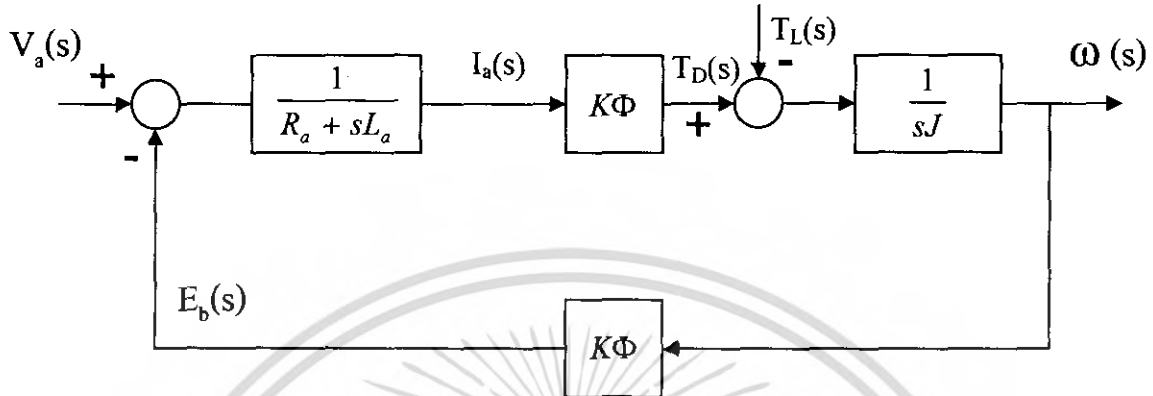 V_a(s)
+
-
1
R_a + sL_a
I_a(s)
KΦ
T_D(s)
+
T_L(s)
-
1
sJ
ω (s)
E_b(s)
KΦ